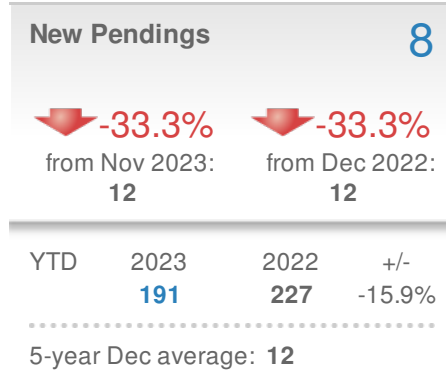 New Pendings 8
-33.3% -33.3%
from Nov 2023: from Dec 2022:
12 12
YTD 2023 2022 +/-
191 227 -15.9%
5-year Dec average: 12